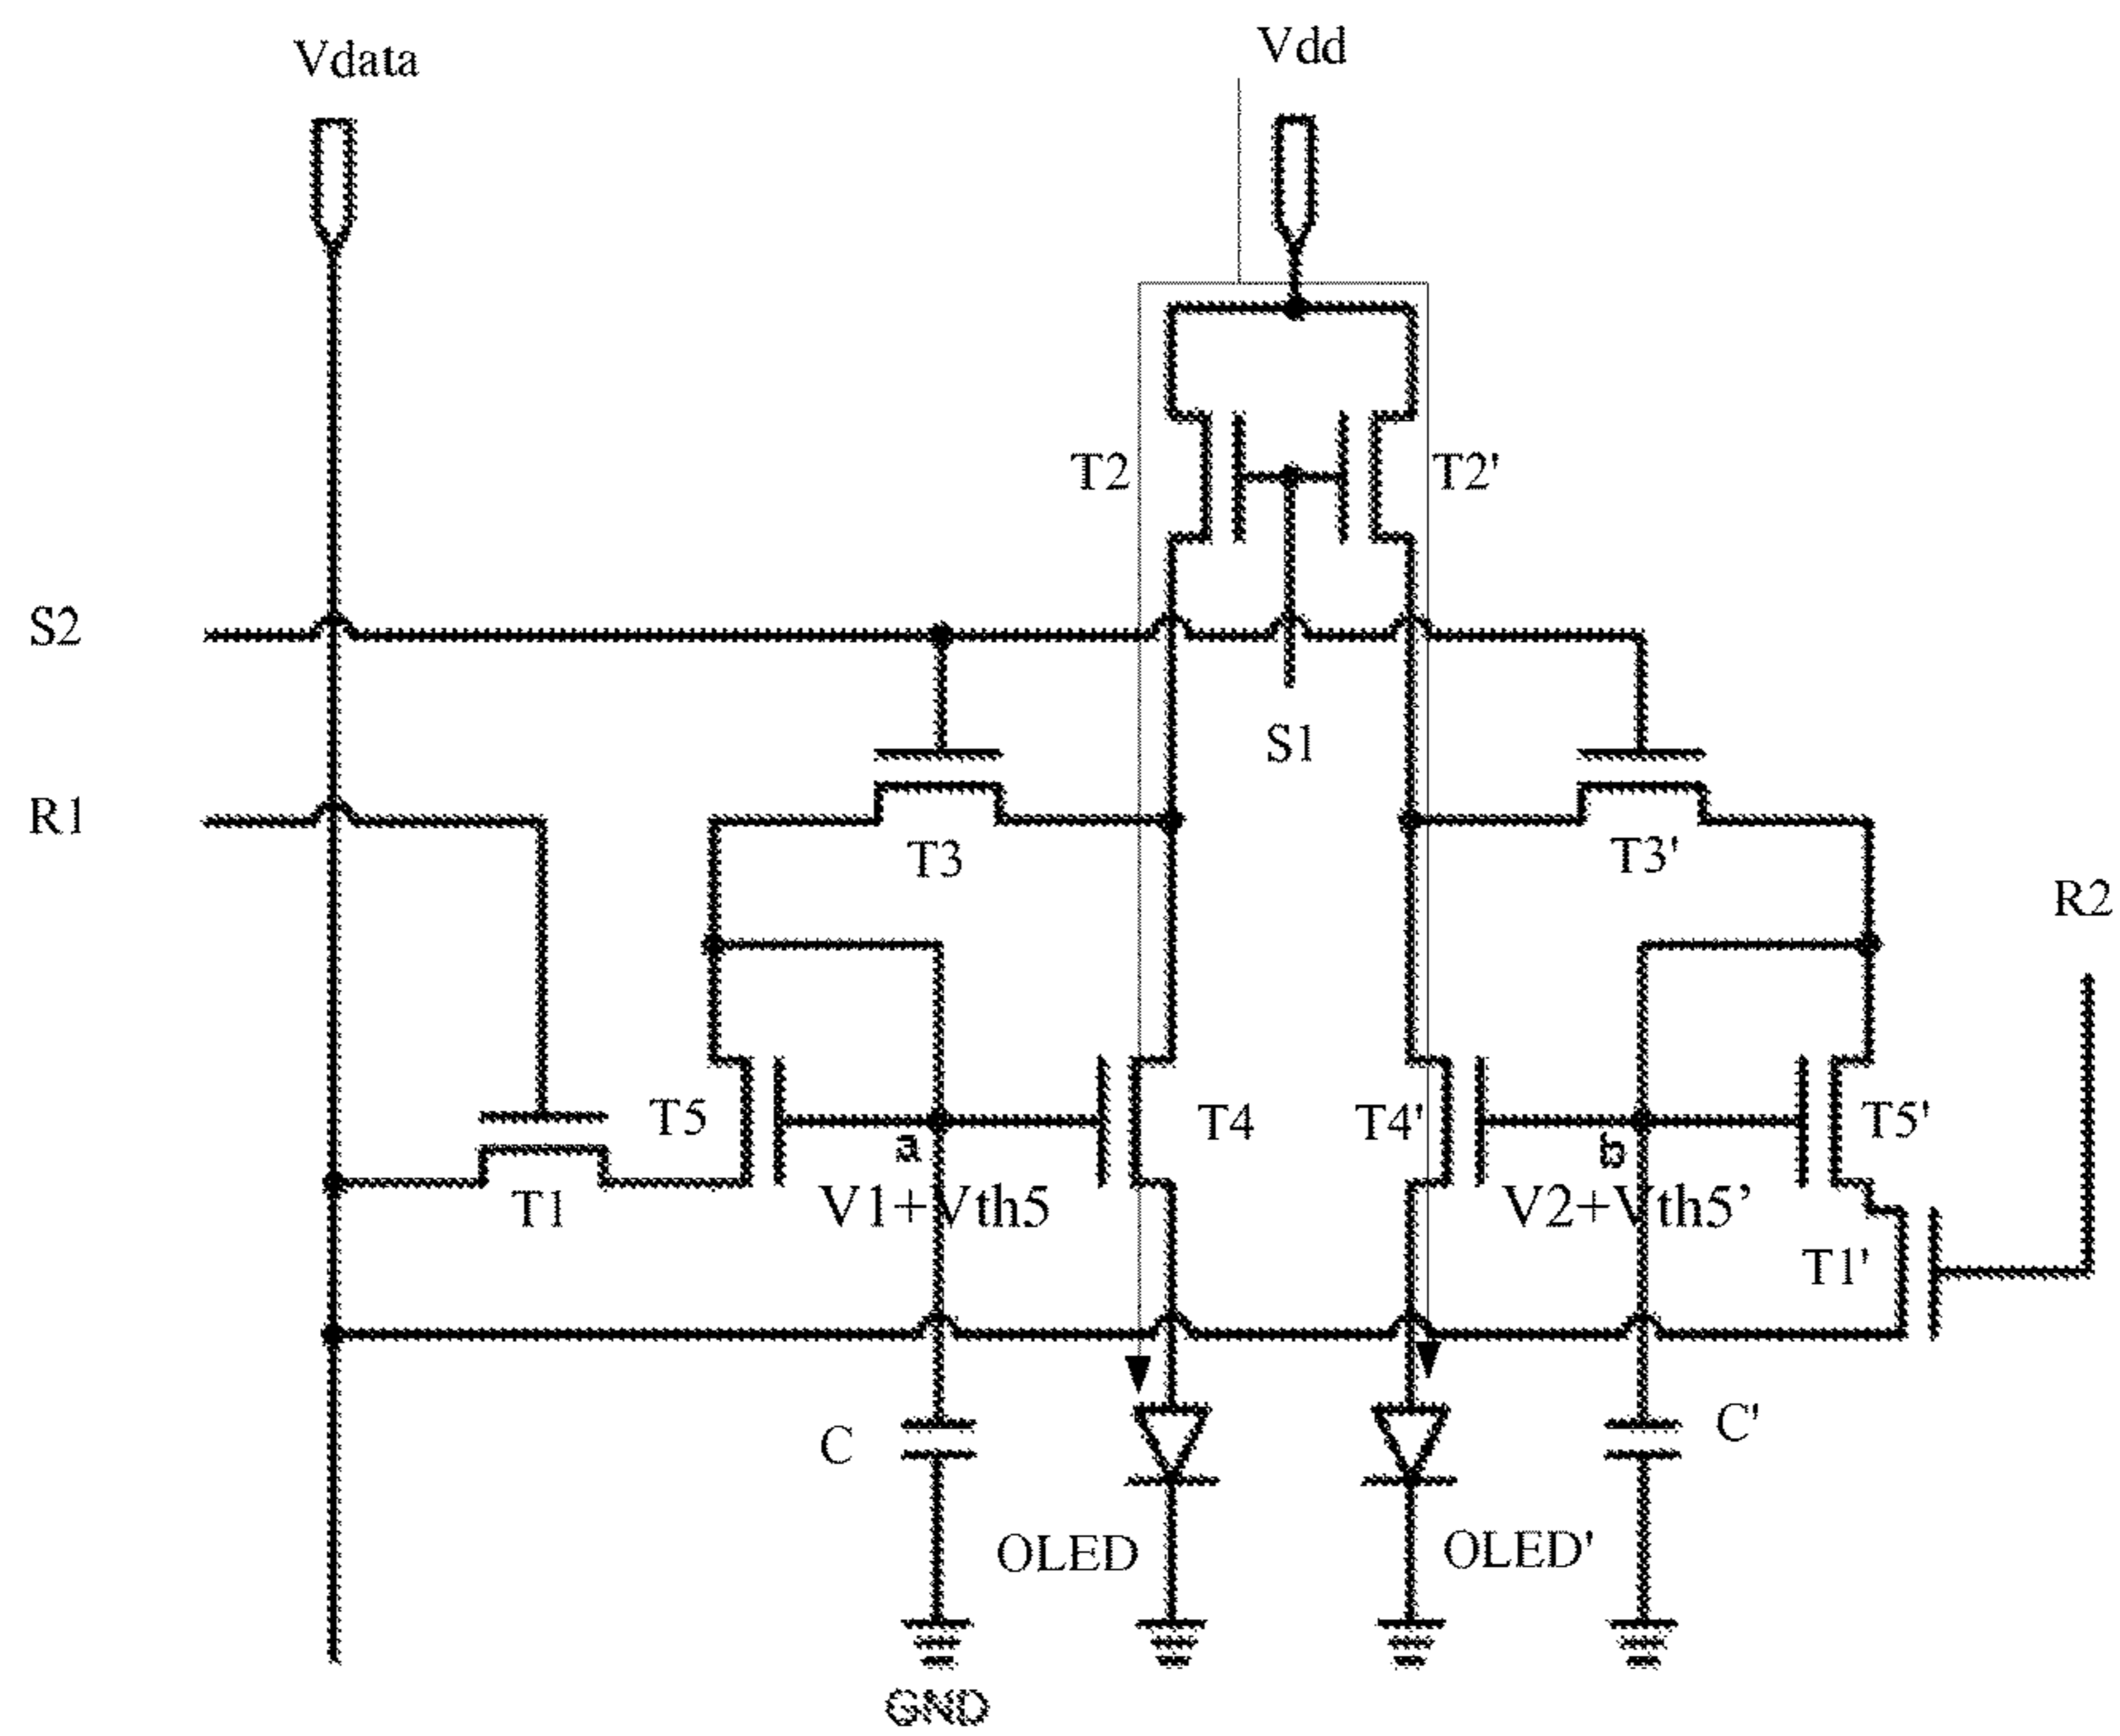 Vdata
Vdd
T2
T2'
S2
S1
R1
T3
T3'
R2
T5
T4
T4'
T5'
a
b
T1
V1+Vth5
V2+Vth5’
T1'
C
C'
OLED
OLED'
GND